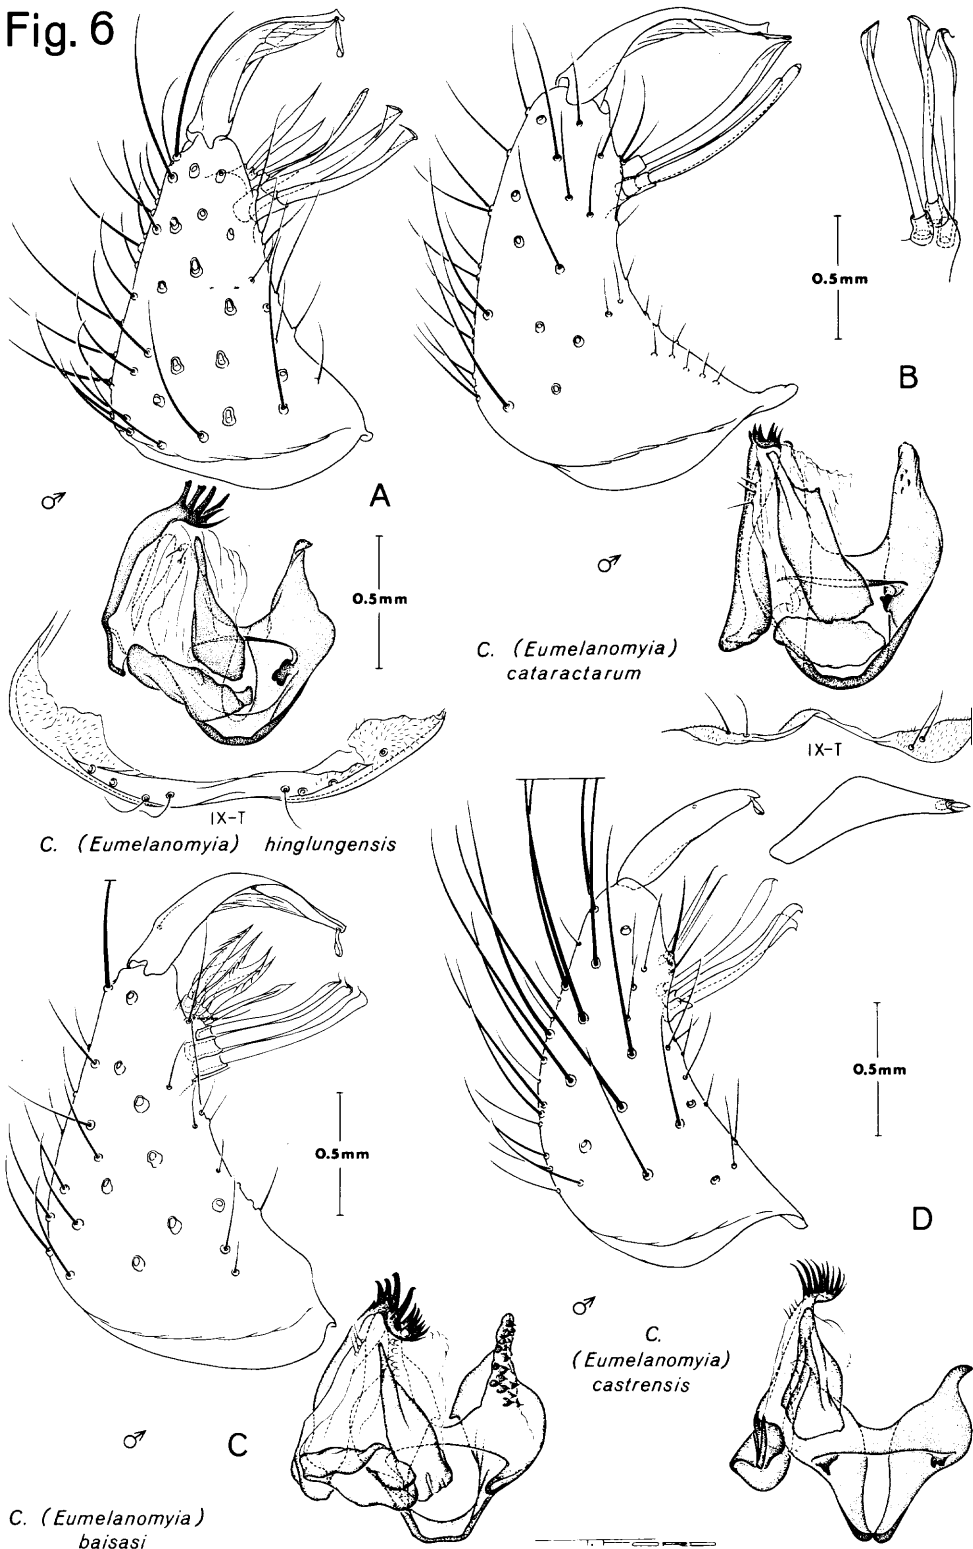 Fig. 6
0.5mm
B
A
♂
0.5mm
♂
C. (Eumelanomyia)
cataractarum
IX-T
IX-T
C. (Eumelanomyia) hinglungensis
0.5mm
0.5mm
D
♂
C.
(Eumelanomyia)
castrensis
♂
C
C. (Eumelanomyia)
baisasi